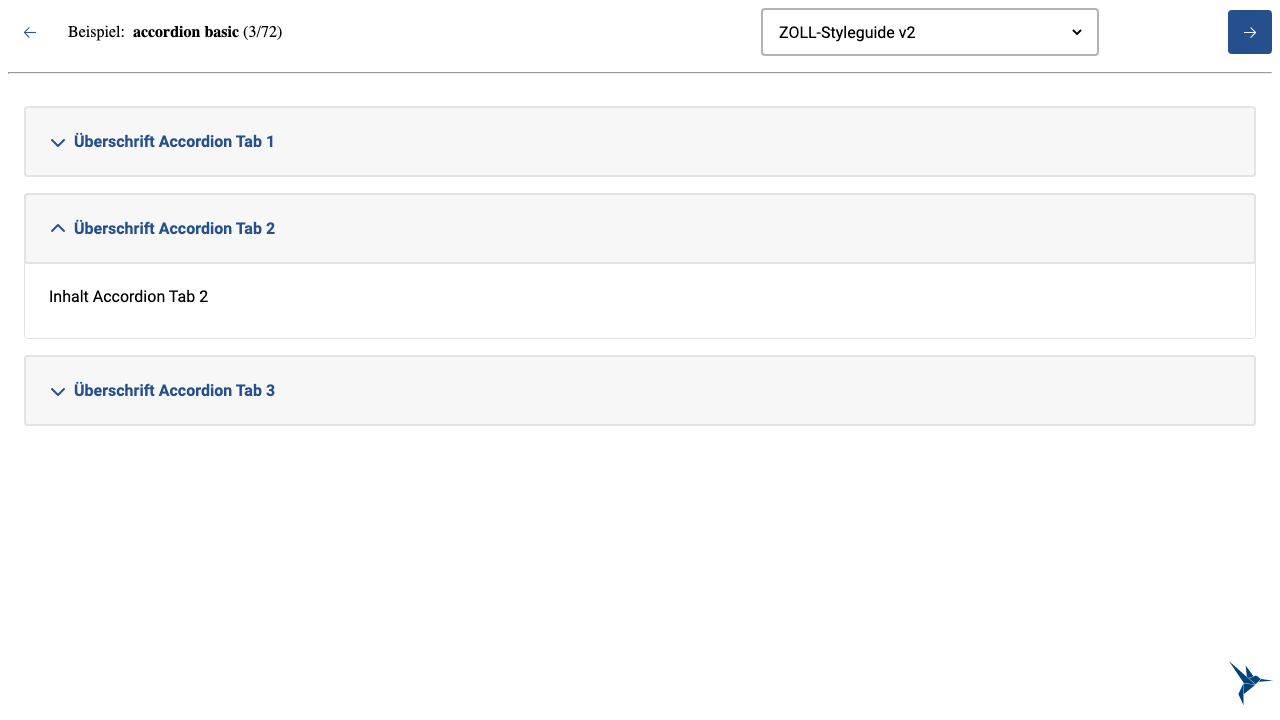 Beispiel: accordion basic (3/72)
ZOLL-Styleguide v2
Überschrift Accordion Tab 1
Überschrift Accordion Tab 2
Inhalt Accordion Tab 2
Überschrift Accordion Tab 3